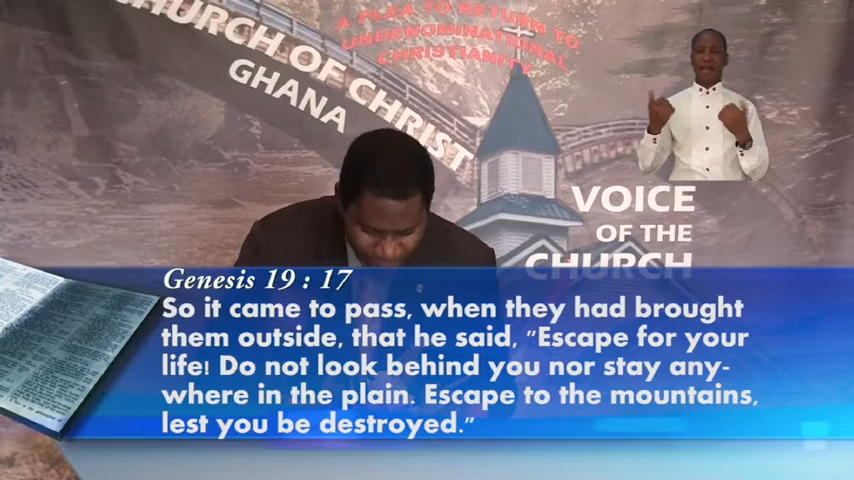 CHURCH OF CHRIST
GHANA
A PLEA TO RETURN TO
UNDENOMINATIONAL
CHRISTIANITY
VOICE
OF THE
CHURCH
Genesis 19 : 17
So it came to pass, when they had brought
them outside, that he said, "Escape for your
life! Do not look behind you nor stay any-
where in the plain. Escape to the mountains,
lest you be destroyed."